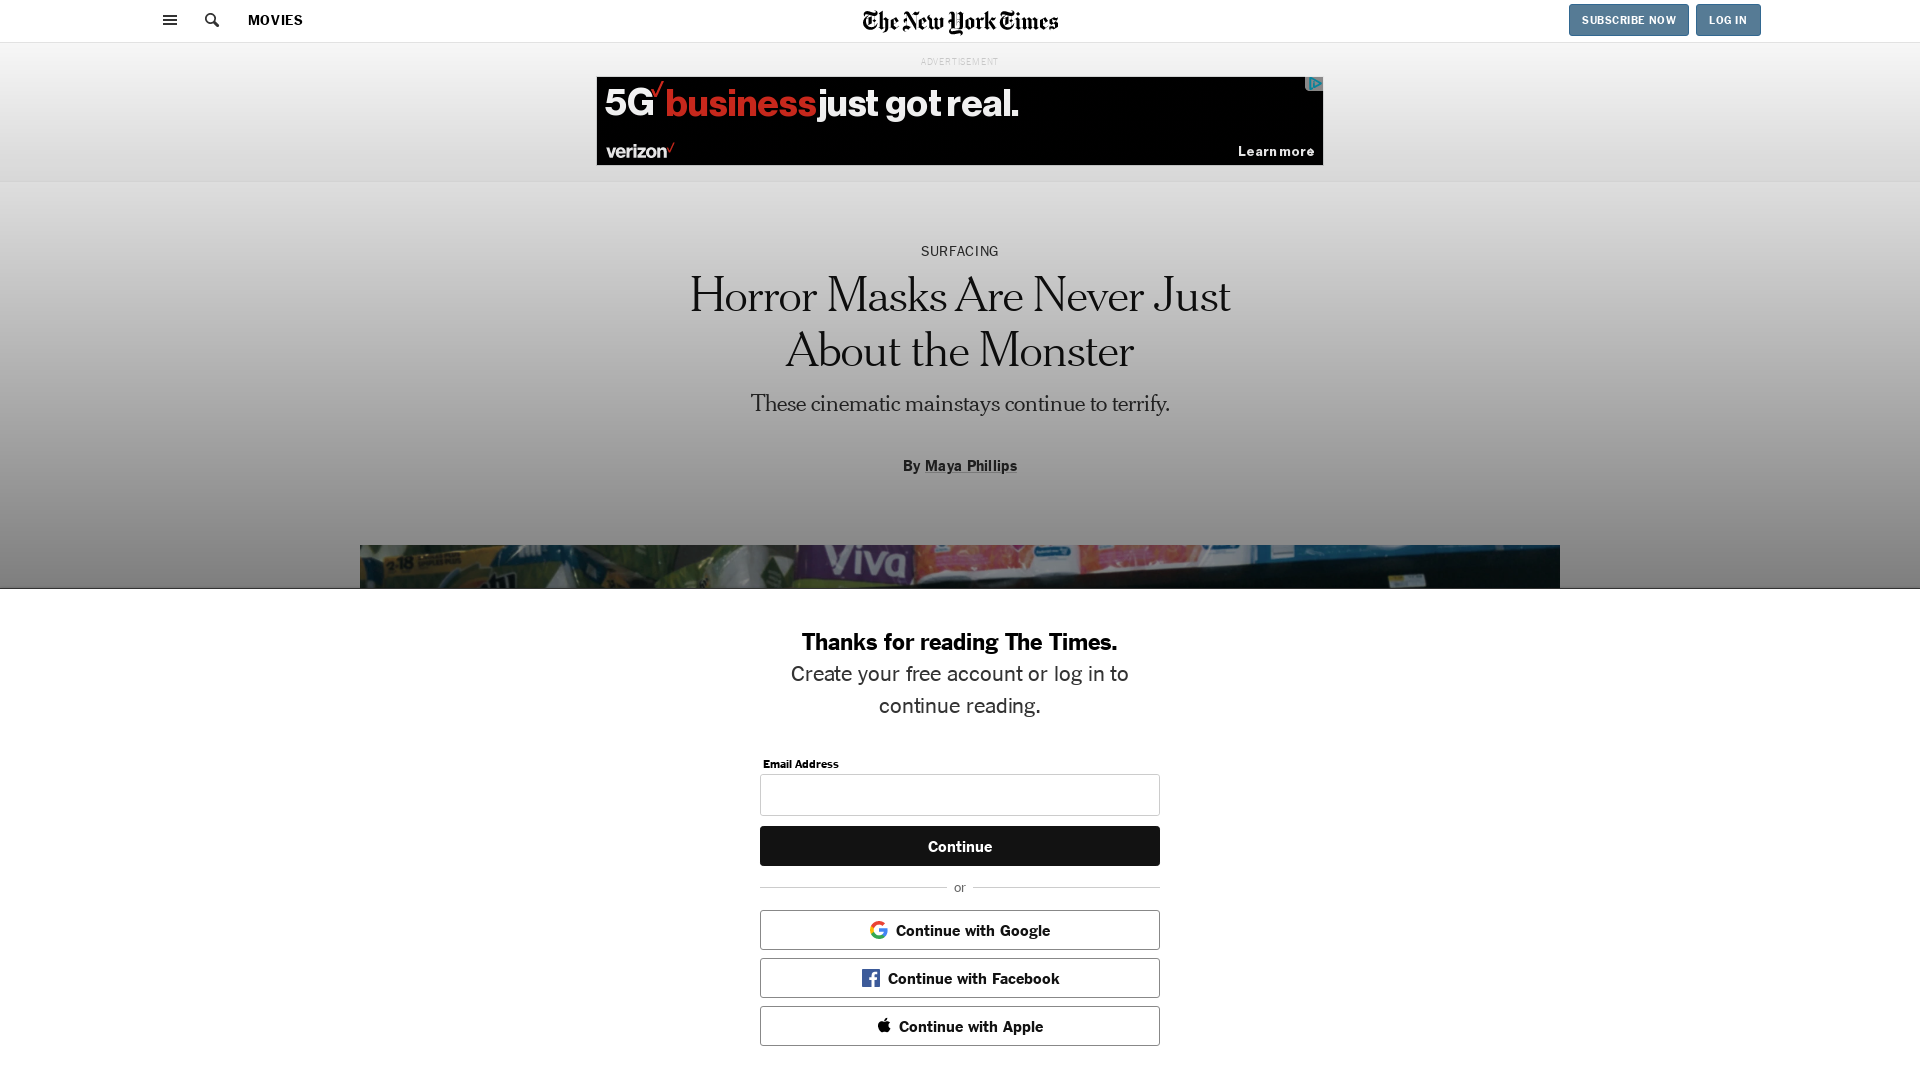 MOVIES
The New York Times
SUBSCRIBE NOW
LOG IN
ADVERTISEMENT
5G business just got real.
verizon
Learn more
SURFACING
Horror Masks Are Never Just
About the Monster
These cinematic mainstays continue to terrify.
By Maya Phillips
2-18
Viva
Thanks for reading The Times.
Create your free account or log in to
continue reading.
Email Address
Continue
or
Continue with Google
Continue with Facebook
Continue with Apple